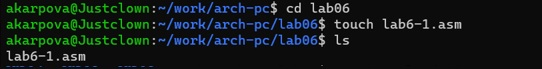 akarpova@Justclown:~/work/arch-pc$ cd lab06
akarpova@Justclown:~/work/arch-pc/lab06$ touch lab6-1.asm
akarpova@Justclown:~/work/arch-pc/lab06$ ls
lab6-1.asm